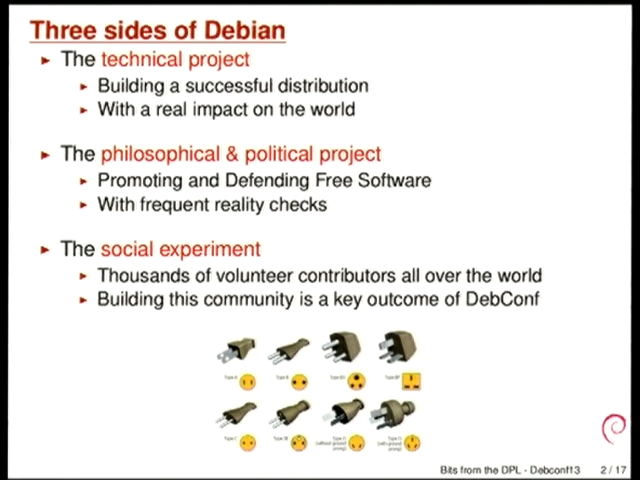 Three sides of Debian
► The technical project
► Building a successful distribution
► With a real impact on the world
► The philosophical & political project
► Promoting and Defending Free Software
► With frequent reality checks
► The social experiment
► Thousands of volunteer contributors all over the world
► Building this community is a key outcome of DebConf
Bits from the DPL - Debconf13 2 / 17